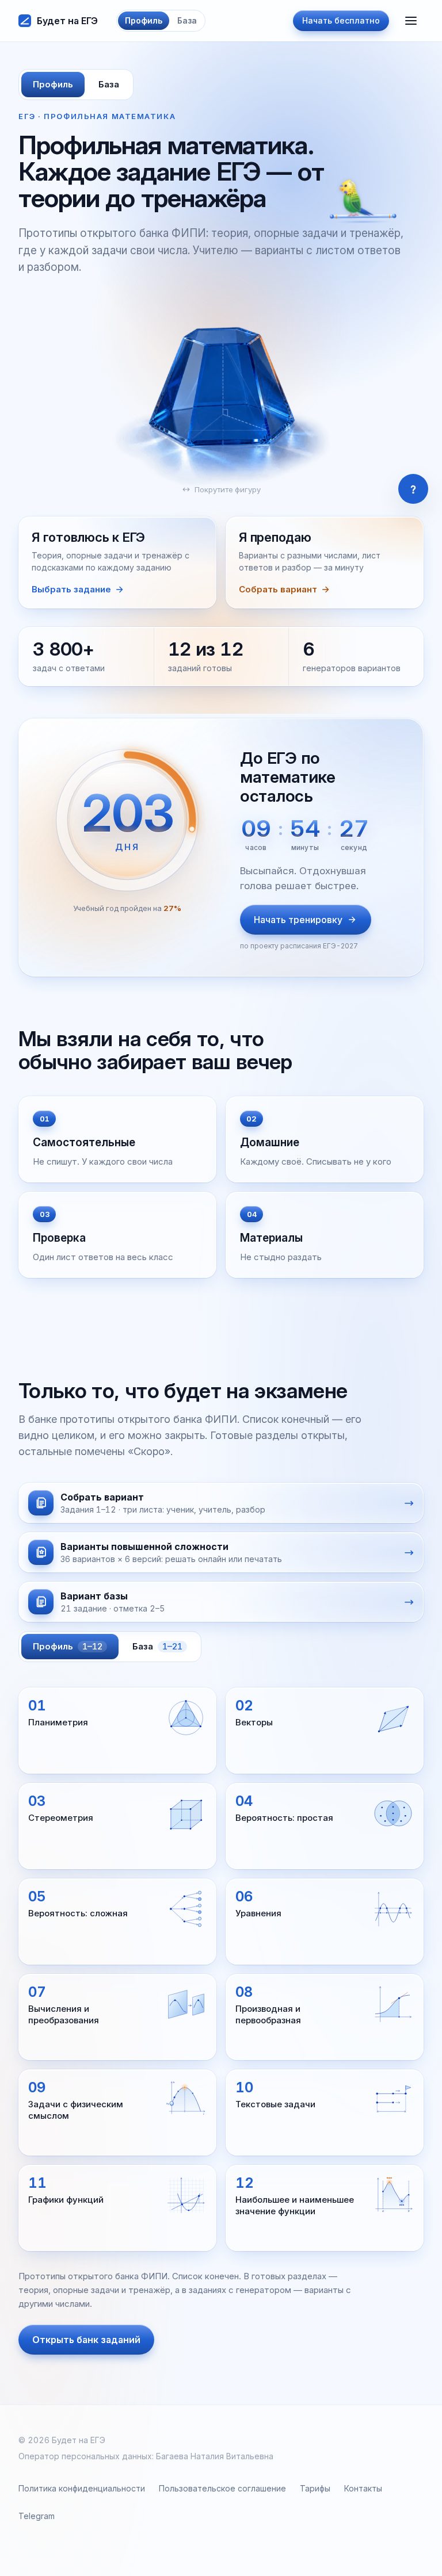 Будет на ЕГЭ
Профиль
База
Начать бесплатно
Профиль
База
ЕГЭ · ПРОФИЛЬНАЯ МАТЕМАТИКА
Профильная математика.
Каждое задание ЕГЭ — от
теории до тренажёра
Прототипы открытого банка ФИПИ: теория, опорные задачи и тренажёр,
где у каждой задачи свои числа. Учителю — варианты с листом ответов
и разбором.
↔ Покрутите фигуру
?
Я готовлюсь к ЕГЭ
Теория, опорные задачи и тренажёр с
подсказками по каждому заданию
Выбрать задание →
Я преподаю
Варианты с разными числами, лист
ответов и разбор — за минуту
Собрать вариант →
3 800+
задач с ответами
12 из 12
заданий готовы
6
генераторов вариантов
203
ДНЯ
Учебный год пройден на 27%
До ЕГЭ по
математике
осталось
09 : 54 : 27
часов минуты секунд
Высыпайся. Отдохнувшая
голова решает быстрее.
Начать тренировку →
по проекту расписания ЕГЭ-2027
Мы взяли на себя то, что
обычно забирает ваш вечер
01
Самостоятельные
Не спишут. У каждого свои числа
02
Домашние
Каждому своё. Списывать не у кого
03
Проверка
Один лист ответов на весь класс
04
Материалы
Не стыдно раздать
Только то, что будет на экзамене
В банке прототипы открытого банка ФИПИ. Список конечный — его
видно целиком, и его можно закрыть. Готовые разделы открыты,
остальные помечены «Скоро».
Собрать вариант
Задания 1–12 · три листа: ученик, учитель, разбор
→
Варианты повышенной сложности
36 вариантов × 6 версий: решать онлайн или печатать
→
Вариант базы
21 задание · отметка 2–5
→
Профиль 1–12
База 1–21
01
Планиметрия
02
Векторы
03
Стереометрия
04
Вероятность: простая
05
Вероятность: сложная
06
Уравнения
07
Вычисления и
преобразования
08
Производная и
первообразная
09
Задачи с физическим
смыслом
10
Текстовые задачи
11
Графики функций
12
Наибольшее и наименьшее
значение функции
Прототипы открытого банка ФИПИ. Список конечен. В готовых разделах —
теория, опорные задачи и тренажёр, а в заданиях с генератором — варианты с
другими числами.
Открыть банк заданий
© 2026 Будет на ЕГЭ
Оператор персональных данных: Багаева Наталия Витальевна
Политика конфиденциальности
Пользовательское соглашение
Тарифы
Контакты
Telegram